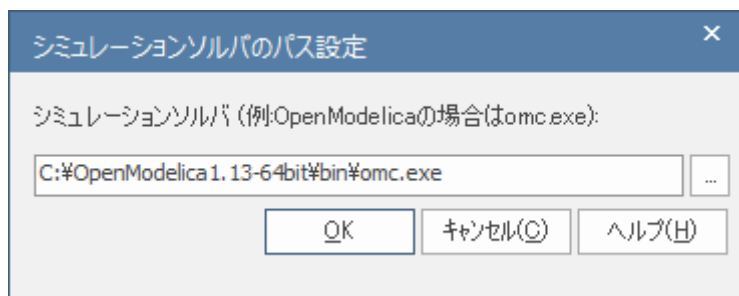 シミュレーションソルバのパス設定
シミュレーションソルバ (例:OpenModelicaの場合はomc.exe):
C:¥OpenModelica1.13-64bit¥bin¥omc.exe
...
OK キャンセル(C) ヘルプ(H)